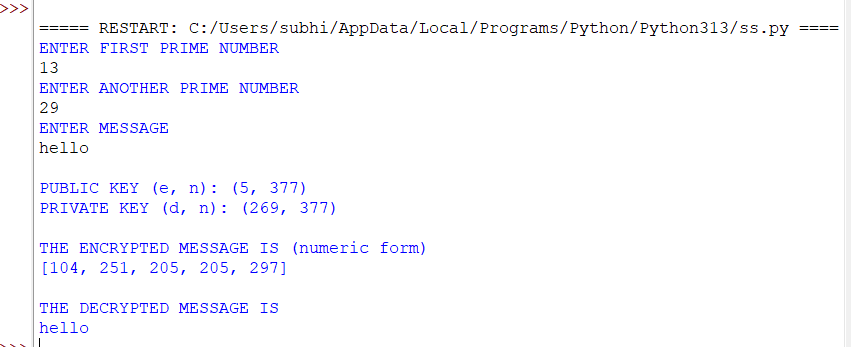 >>>
===== RESTART: C:/Users/subhi/AppData/Local/Programs/Python/Python313/ss.py ====
ENTER FIRST PRIME NUMBER
13
ENTER ANOTHER PRIME NUMBER
29
ENTER MESSAGE
hello
PUBLIC KEY (e, n): (5, 377)
PRIVATE KEY (d, n): (269, 377)
THE ENCRYPTED MESSAGE IS (numeric form)
[104, 251, 205, 205, 297]
THE DECRYPTED MESSAGE IS
hello
>>>